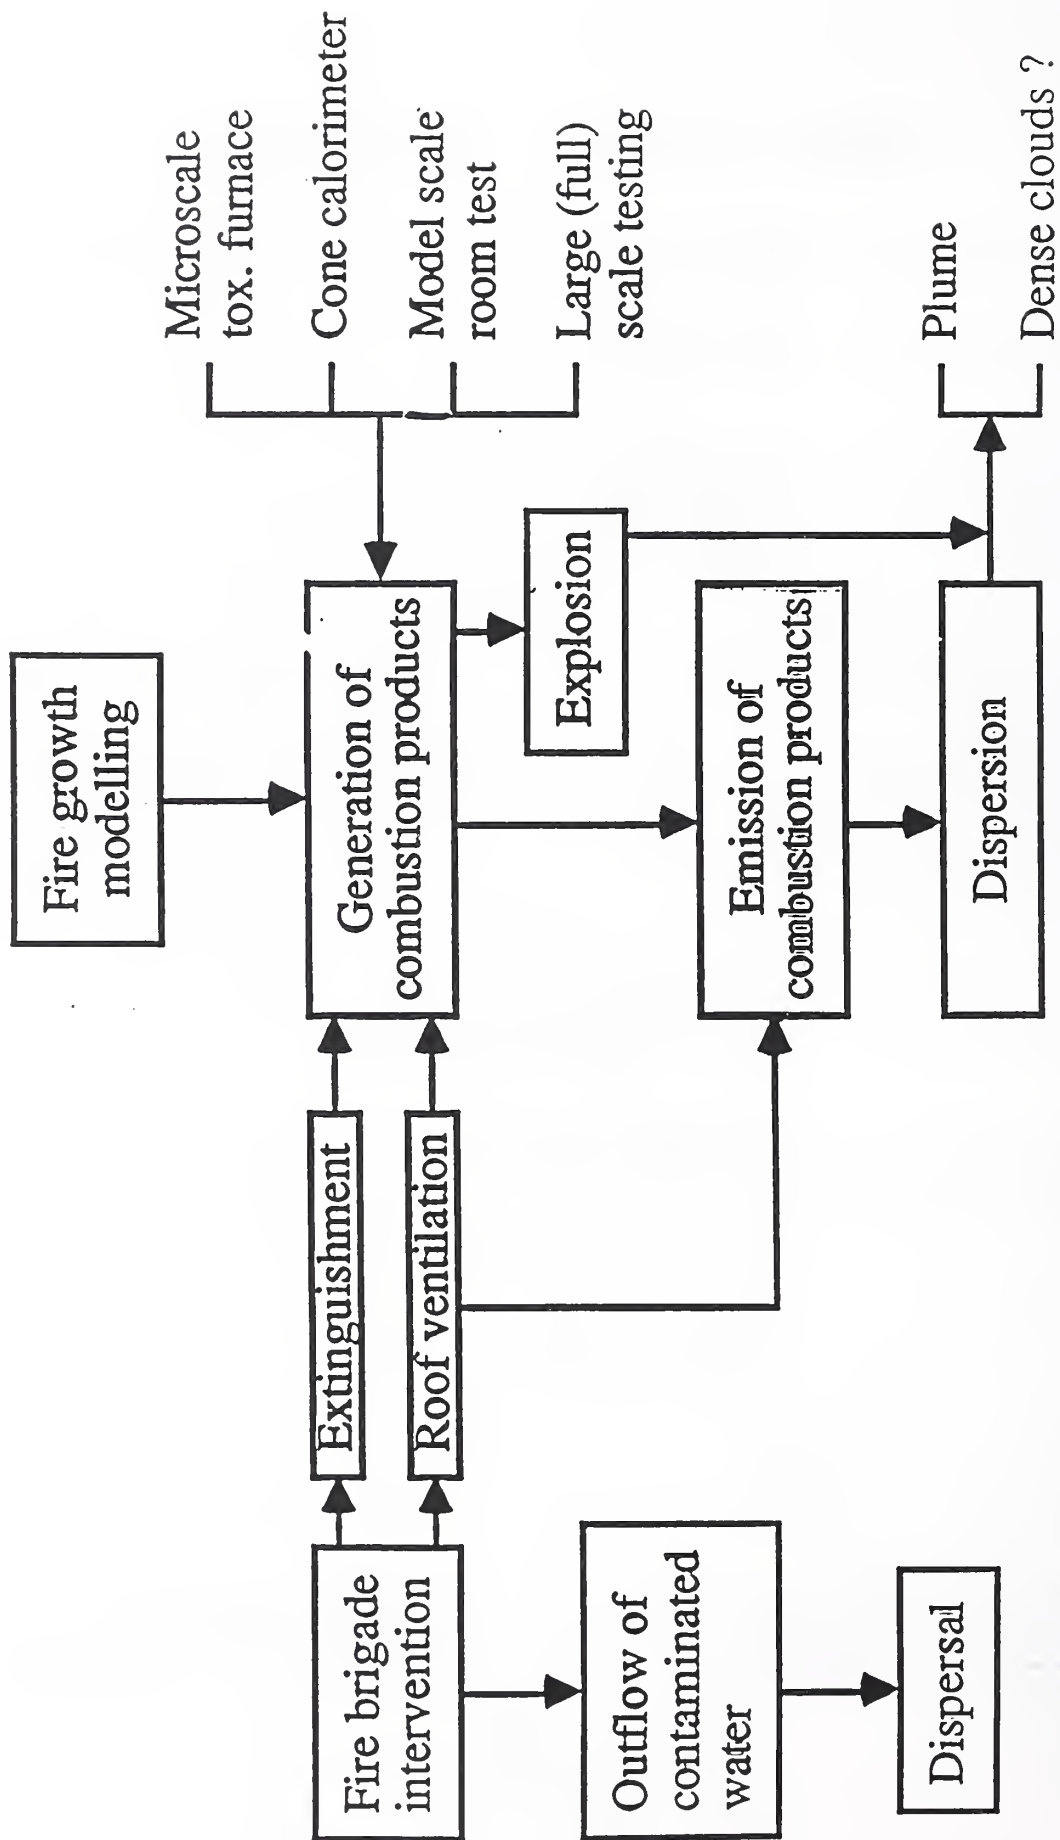 Fire growth
modelling
Microscale
tox. furnace
Cone calorimeter
Model scale
room test
Large (full)
scale testing
Fire brigade
intervention
Extinguishment
Roof ventilation
Generation of
combustion products
Explosion
Outflow of
contaminated
water
Emission of
combustion products
Dispersal
Dispersion
Plume
Dense clouds ?